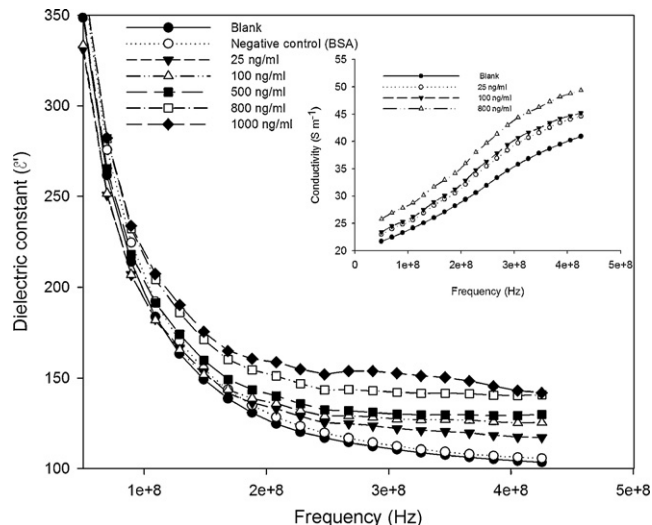 Blank
Negative control (BSA)
25 ng/ml
100 ng/ml
500 ng/ml
800 ng/ml
1000 ng/ml
Dielectric constant (ℓ")
350
300
250
200
150
100
1e+8
2e+8
3e+8
4e+8
5e+8
Frequency (Hz)
Blank
25 ng/ml
100 ng/ml
800 ng/ml
Conductivity (S m⁻¹)
50
45
40
35
30
25
20
0
1e+8
2e+8
3e+8
4e+8
5e+8
Frequency (Hz)